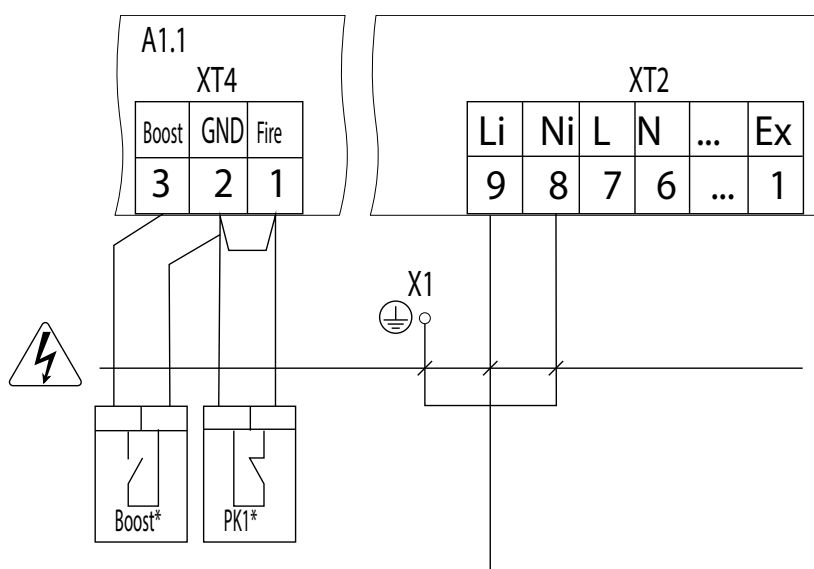 A1.1
XT4
Boost GND Fire
3 2 1
XT2
Li Ni L N ... Ex
9 8 7 6 ... 1
X1
Boost*
PK1*